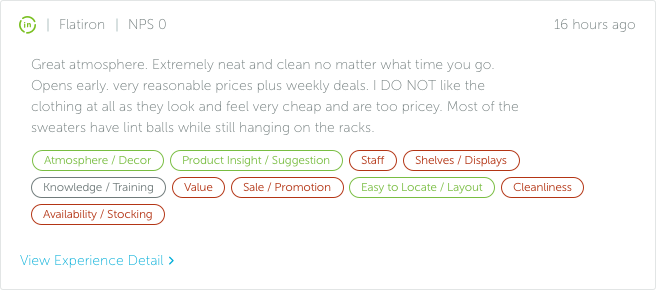 in | Flatiron | NPS 0 16 hours ago
Great atmosphere. Extremely neat and clean no matter what time you go.
Opens early. very reasonable prices plus weekly deals. I DO NOT like the
clothing at all as they look and feel very cheap and are too pricey. Most of the
sweaters have lint balls while still hanging on the racks.
Atmosphere / Decor Product Insight / Suggestion Staff Shelves / Displays
Knowledge / Training Value Sale / Promotion Easy to Locate / Layout Cleanliness
Availability / Stocking
View Experience Detail >